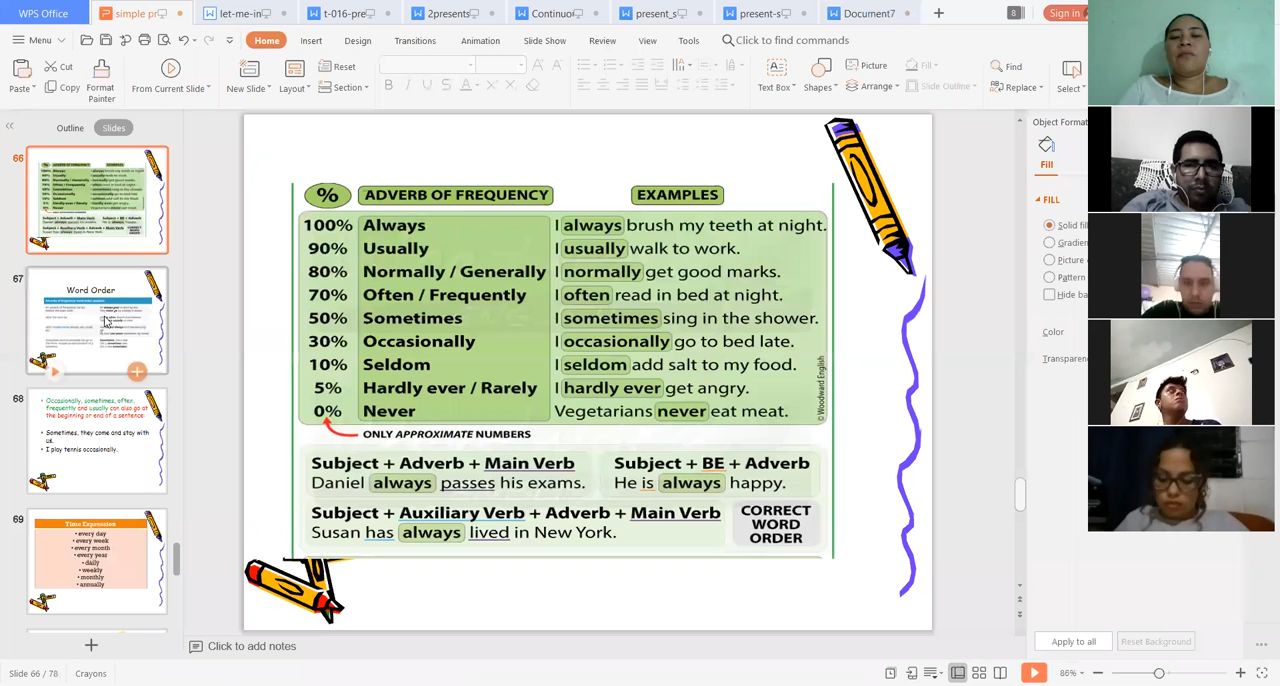 WPS Office
simple pr
let-me-in
t-016-pre
2presents
Continuo
present_s
present-s
Document7
8
Sign in
Menu
Home
Insert
Design
Transitions
Animation
Slide Show
Review
View
Tools
Click to find commands
Cut
Reset
Picture
Fill
Find
Paste
Copy
Format Painter
From Current Slide
New Slide
Layout
Section
B I U S A
Text Box
Shapes
Arrange
Slide Outline
Replace
Select
Outline
Slides
66
67
Word Order
68
Occasionally, sometimes, often,
frequently and usually can also go at
the beginning or end of a sentence:
• Sometimes, they come and stay with
us.
• I play tennis occasionally.
69
Time Expression
• every day
• every week
• every month
• every year
• daily
• weekly
• monthly
• annually
% ADVERB OF FREQUENCY EXAMPLES
100% Always I always brush my teeth at night.
90% Usually I usually walk to work.
80% Normally / Generally I normally get good marks.
70% Often / Frequently I often read in bed at night.
50% Sometimes I sometimes sing in the shower.
30% Occasionally I occasionally go to bed late.
10% Seldom I seldom add salt to my food.
5% Hardly ever / Rarely I hardly ever get angry.
0% Never Vegetarians never eat meat.
© Woodward English
ONLY APPROXIMATE NUMBERS
Subject + Adverb + Main Verb
Daniel always passes his exams.
Subject + BE + Adverb
He is always happy.
Subject + Auxiliary Verb + Adverb + Main Verb
Susan has always lived in New York.
CORRECT
WORD
ORDER
Object Format
Fill
FILL
Solid f
Gradien
Picture
Pattern
Hide ba
Color
Transparen
Apply to all
Reset Background
Click to add notes
Slide 66 / 78
Crayons
86%